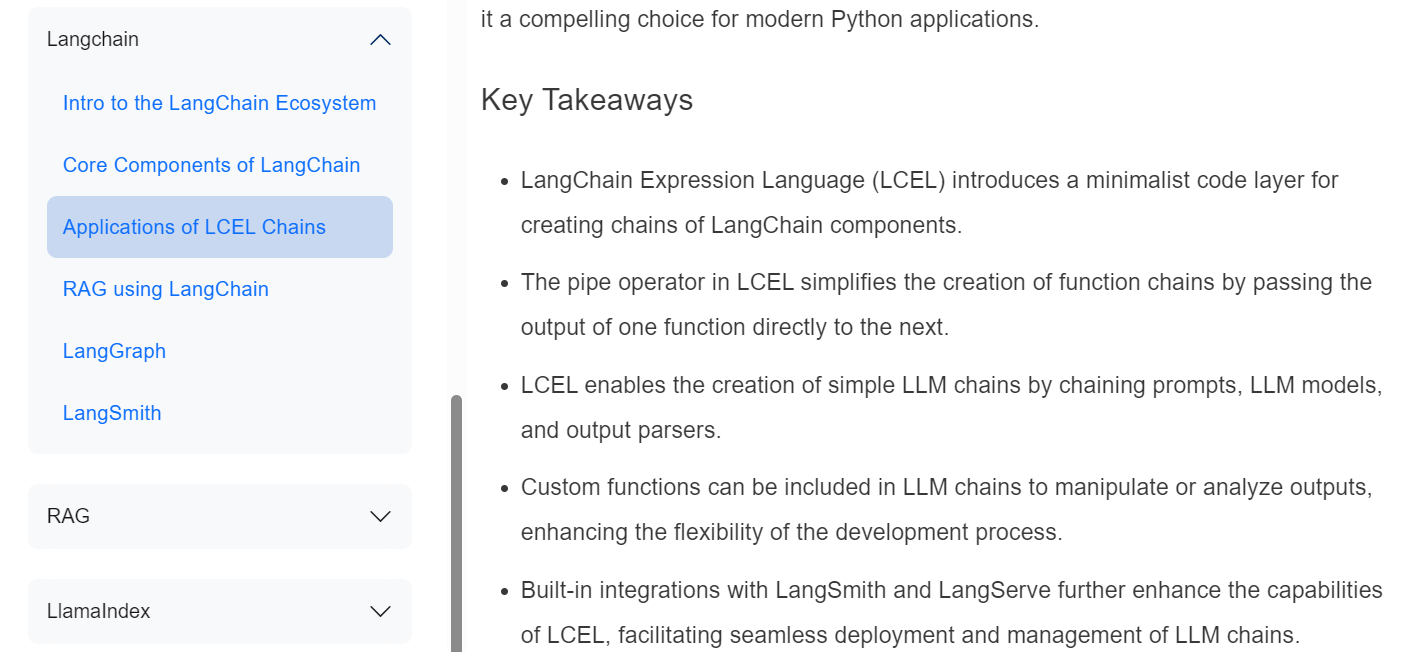 Langchain
Intro to the LangChain Ecosystem
Core Components of LangChain
Applications of LCEL Chains
RAG using LangChain
LangGraph
LangSmith
RAG
LlamaIndex
it a compelling choice for modern Python applications.
Key Takeaways
LangChain Expression Language (LCEL) introduces a minimalist code layer for
creating chains of LangChain components.
The pipe operator in LCEL simplifies the creation of function chains by passing the
output of one function directly to the next.
LCEL enables the creation of simple LLM chains by chaining prompts, LLM models,
and output parsers.
Custom functions can be included in LLM chains to manipulate or analyze outputs,
enhancing the flexibility of the development process.
Built-in integrations with LangSmith and LangServe further enhance the capabilities
of LCEL, facilitating seamless deployment and management of LLM chains.